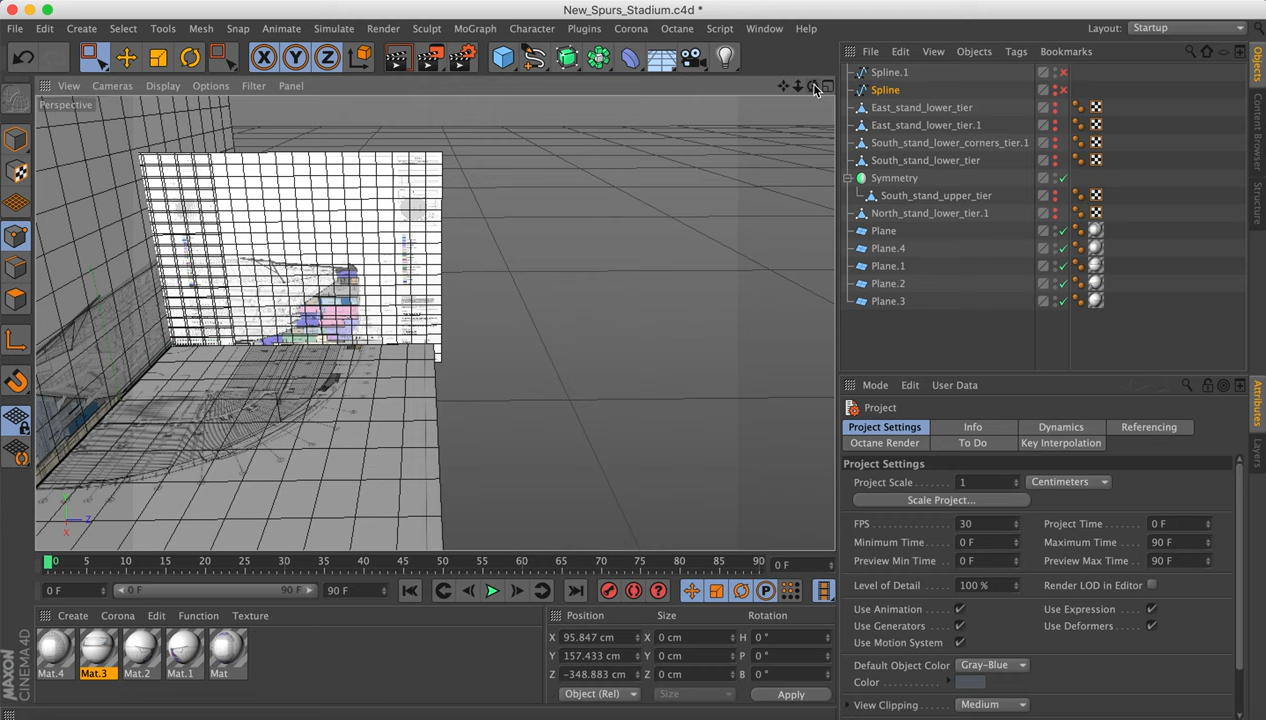 New_Spurs_Stadium.c4d *
File Edit Create Select Tools Mesh Snap Animate Simulate Render Sculpt MoGraph Character Plugins Corona Octane Script Window Help
Layout: Startup
X Y Z
File Edit View Objects Tags Bookmarks
View Cameras Display Options Filter Panel
Perspective
Spline.1
Spline
East_stand_lower_tier
East_stand_lower_tier.1
South_stand_lower_corners_tier.1
South_stand_lower_tier
Symmetry
South_stand_upper_tier
North_stand_lower_tier.1
Plane
Plane.4
Plane.1
Plane.2
Plane.3
Objects
Content Browser
Structure
Attributes
Layers
Mode Edit User Data
Project
Project Settings Info Dynamics Referencing
Octane Render To Do Key Interpolation
Project Settings
Project Scale 1 Centimeters
Scale Project...
FPS 30 Project Time 0 F
Minimum Time 0 F Maximum Time 90 F
Preview Min Time 0 F Preview Max Time 90 F
Level of Detail 100 % Render LOD in Editor
Use Animation Use Expression
Use Generators Use Deformers
Use Motion System
Default Object Color Gray-Blue
Color
View Clipping Medium
Y
Z
X
0 5 10 15 20 25 30 35 40 45 50 55 60 65 70 75 80 85 90 0 F
0 F 0 F 90 F 90 F
P
Create Corona Edit Function Texture
Mat.4 Mat.3 Mat.2 Mat.1 Mat
Position Size Rotation
X 95.847 cm X 0 cm H 0 °
Y 157.433 cm Y 0 cm P 0 °
Z -348.883 cm Z 0 cm B 0 °
Object (Rel) Size Apply
MAXON
CINEMA4D